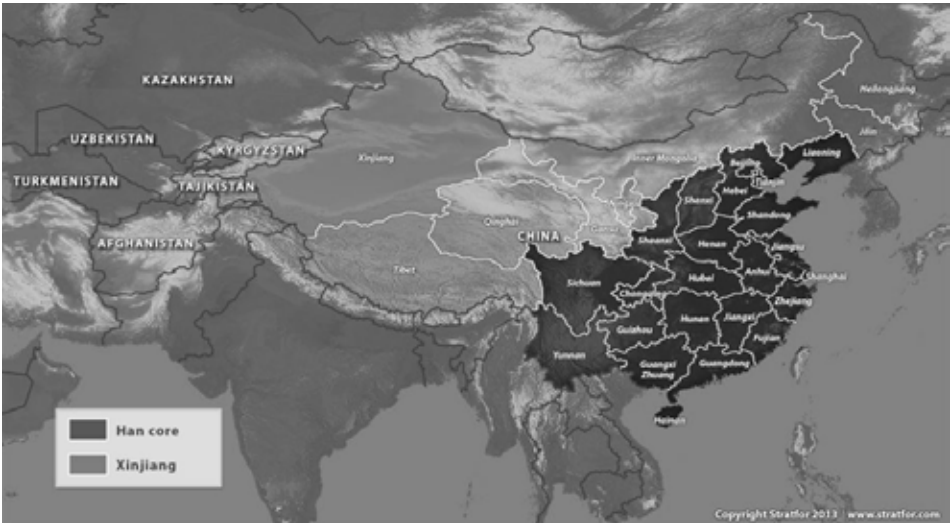 KAZAKHSTAN
Heilongjiang
Jilin
UZBEKISTAN
KYRGYZSTAN
Xinjiang
Inner Mongolia
Beijing
Liaoning
TURKMENISTAN
TAJIKISTAN
Tianjin
Hebei
Shanxi
Qinghai
Gansu
Shandong
AFGHANISTAN
CHINA
Shaanxi
Henan
Jiangsu
Tibet
Sichuan
Hubei
Anhui
Shanghai
Chongqing
Zhejiang
Guizhou
Hunan
Jiangxi
Fujian
Yunnan
Guangxi
Zhuang
Guangdong
Hainan
Han core
Xinjiang
Copyright Stratfor 2013 | www.stratfor.com